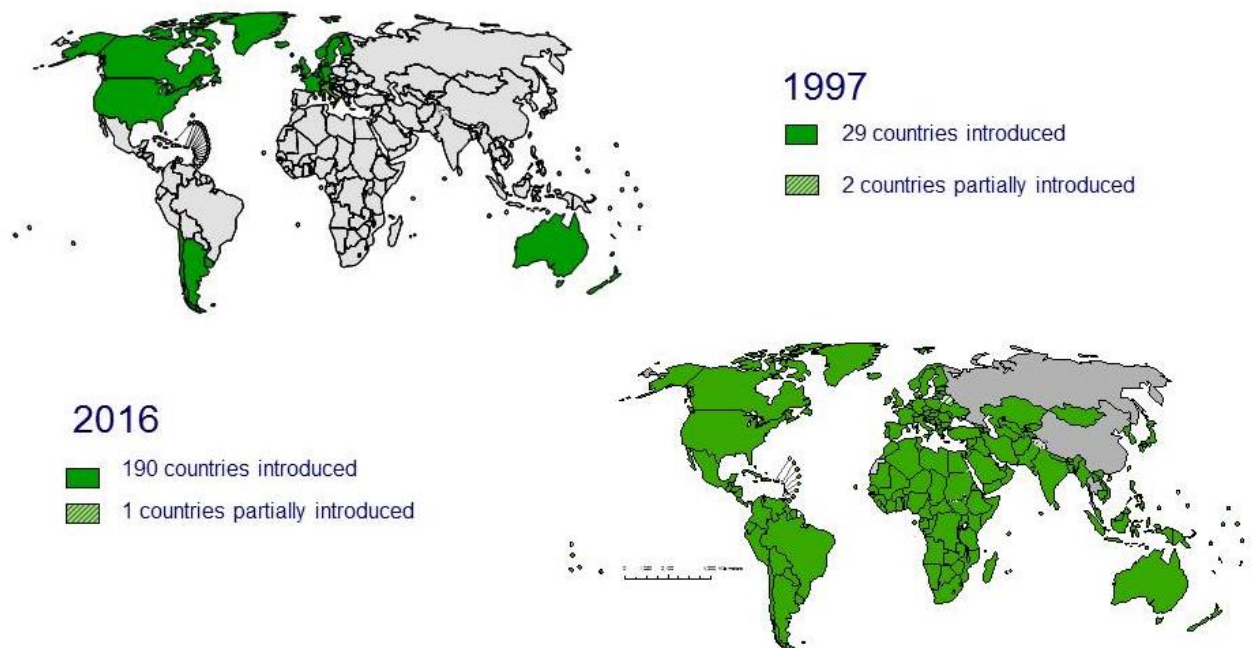 1997
29 countries introduced
2 countries partially introduced
2016
190 countries introduced
1 countries partially introduced